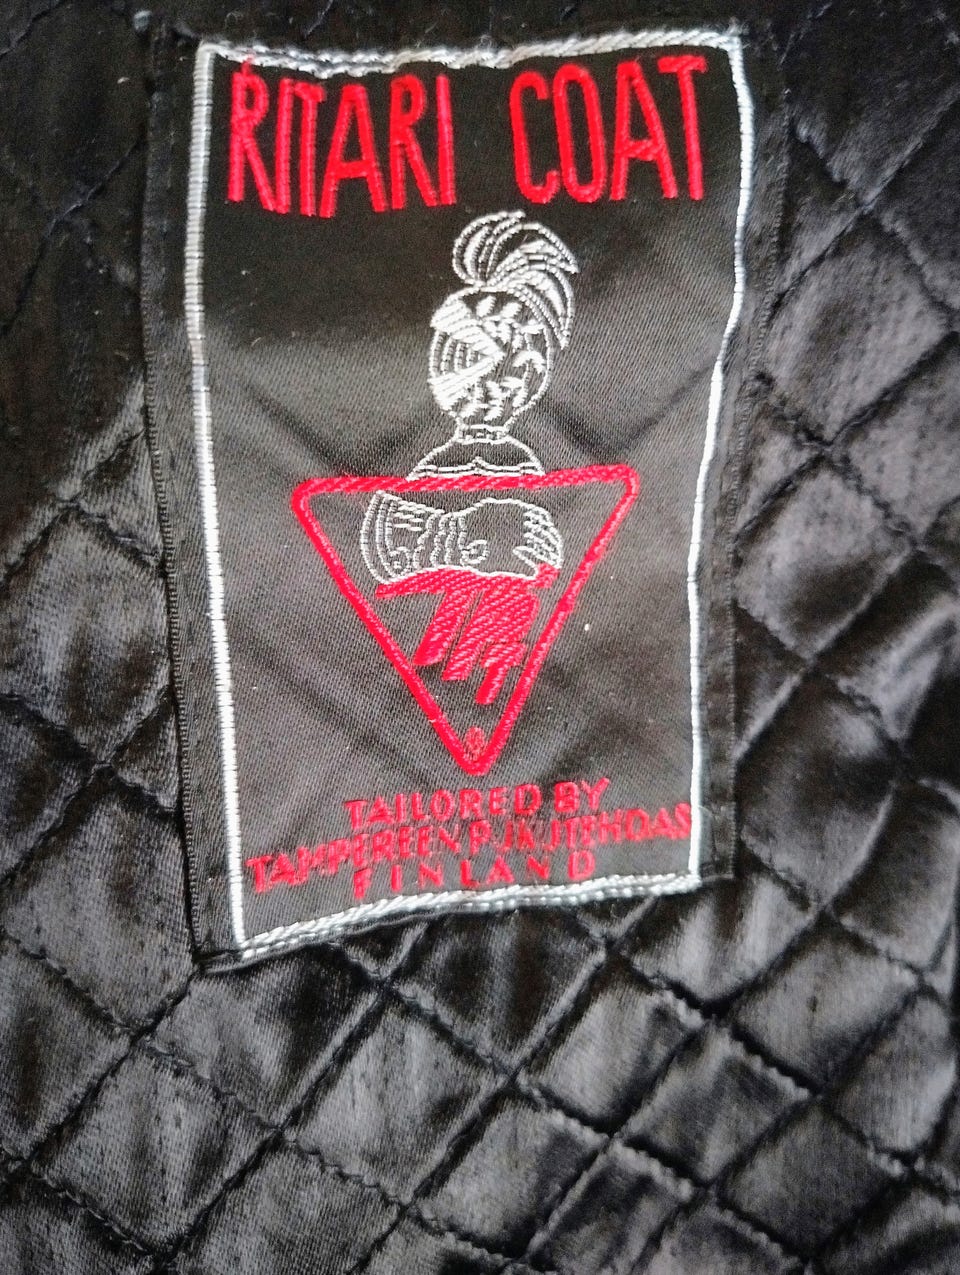 RITARI COAT
TAILORED BY
TAMPEREEN PUKUTEHDAS
FINLAND